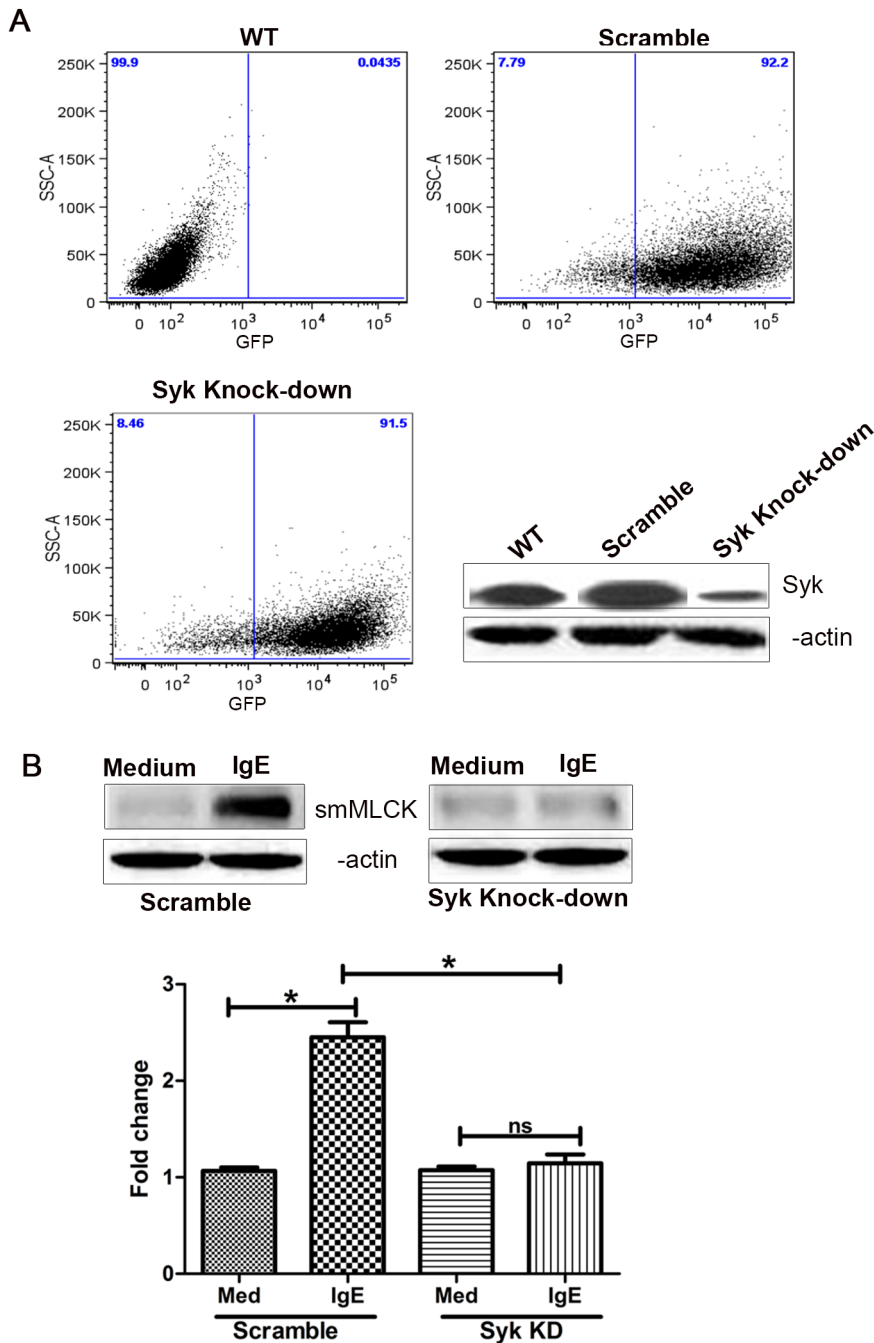 A
WT
99.9 0.0435
250K
200K
150K
100K
50K
0
SSC-A
0 10² 10³ 10⁴ 10⁵
GFP
Scramble
7.79 92.2
250K
200K
150K
100K
50K
0
SSC-A
0 10² 10³ 10⁴ 10⁵
GFP
Syk Knock-down
8.46 91.5
250K
200K
150K
100K
50K
0
SSC-A
0 10² 10³ 10⁴ 10⁵
GFP
WT Scramble Syk Knock-down
Syk
-actin
B
Medium IgE
smMLCK
Medium IgE
-actin
Scramble
Syk Knock-down
Fold change
3
2
1
0
*
*
ns
Med IgE Med IgE
Scramble Syk KD